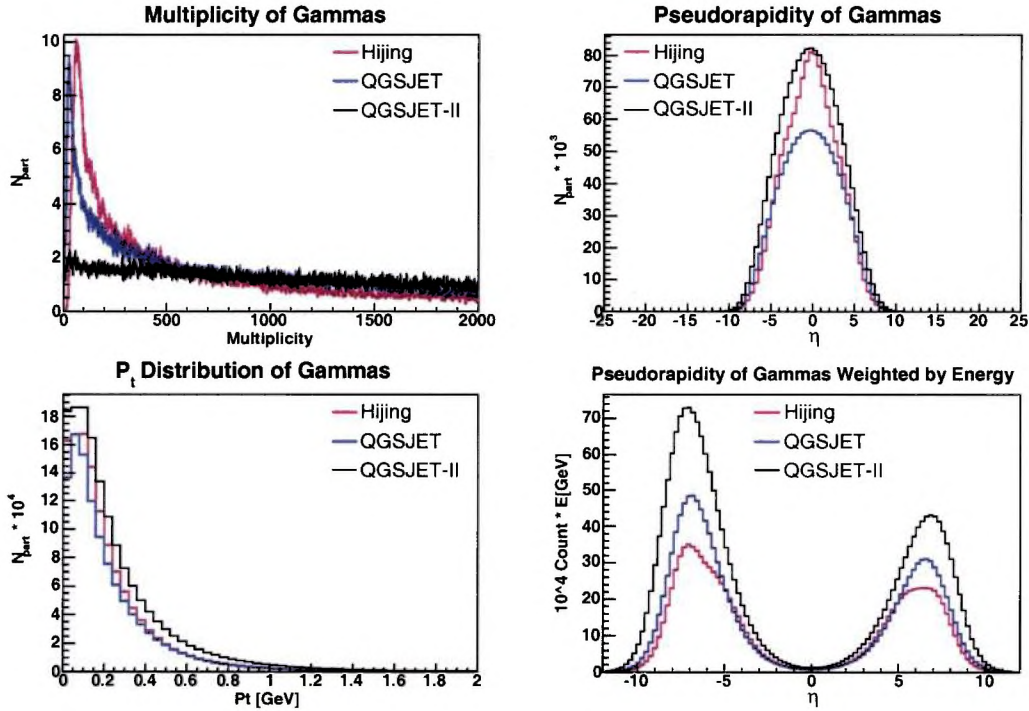 Multiplicity of Gammas
N_part
10
8
6
4
2
0
Hijing
QGSJET
QGSJET-II
0 500 1000 1500 2000
Multiplicity
Pseudorapidity of Gammas
N_part * 10^3
80
70
60
50
40
30
20
10
0
Hijing
QGSJET
QGSJET-II
-25 -20 -15 -10 -5 0 5 10 15 20 25
η
P_t Distribution of Gammas
N_part * 10^4
18
16
14
12
10
8
6
4
2
0
Hijing
QGSJET
QGSJET-II
0 0.2 0.4 0.6 0.8 1 1.2 1.4 1.6 1.8 2
Pt [GeV]
Pseudorapidity of Gammas Weighted by Energy
10^4 Count * E[GeV]
70
60
50
40
30
20
10
0
Hijing
QGSJET
QGSJET-II
-10 -5 0 5 10
η